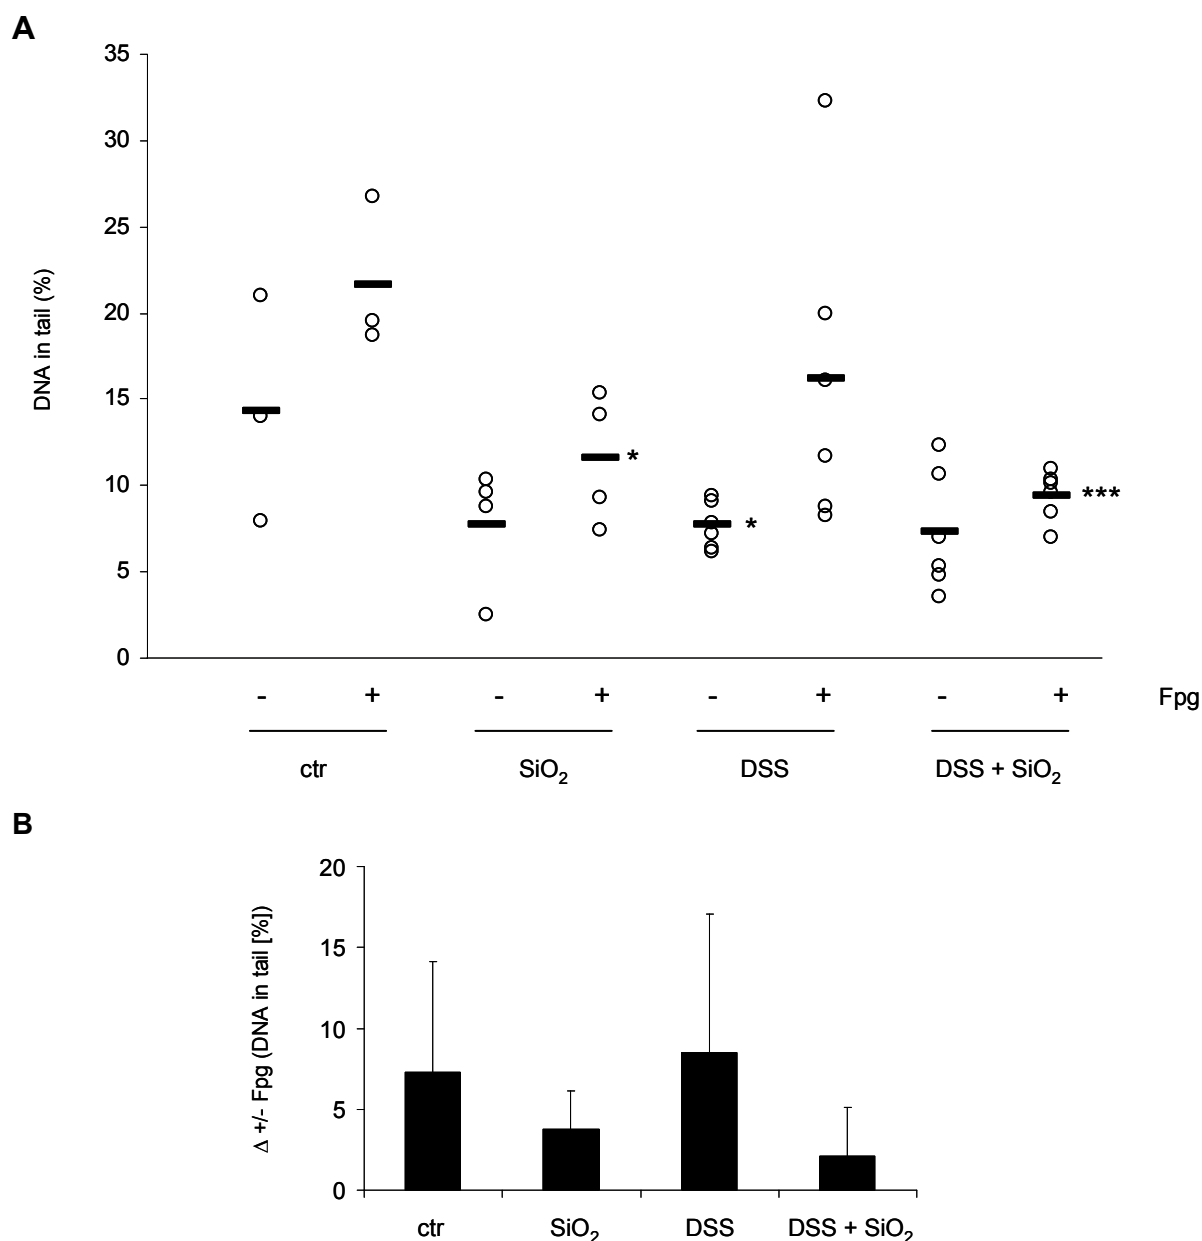 A
35
30
25
20
15
10
5
0
DNA in tail (%)
*
*
***
- + - + - + - + Fpg
ctr SiO₂ DSS DSS + SiO₂
B
20
15
10
5
0
Δ +/- Fpg (DNA in tail [%])
ctr SiO₂ DSS DSS + SiO₂